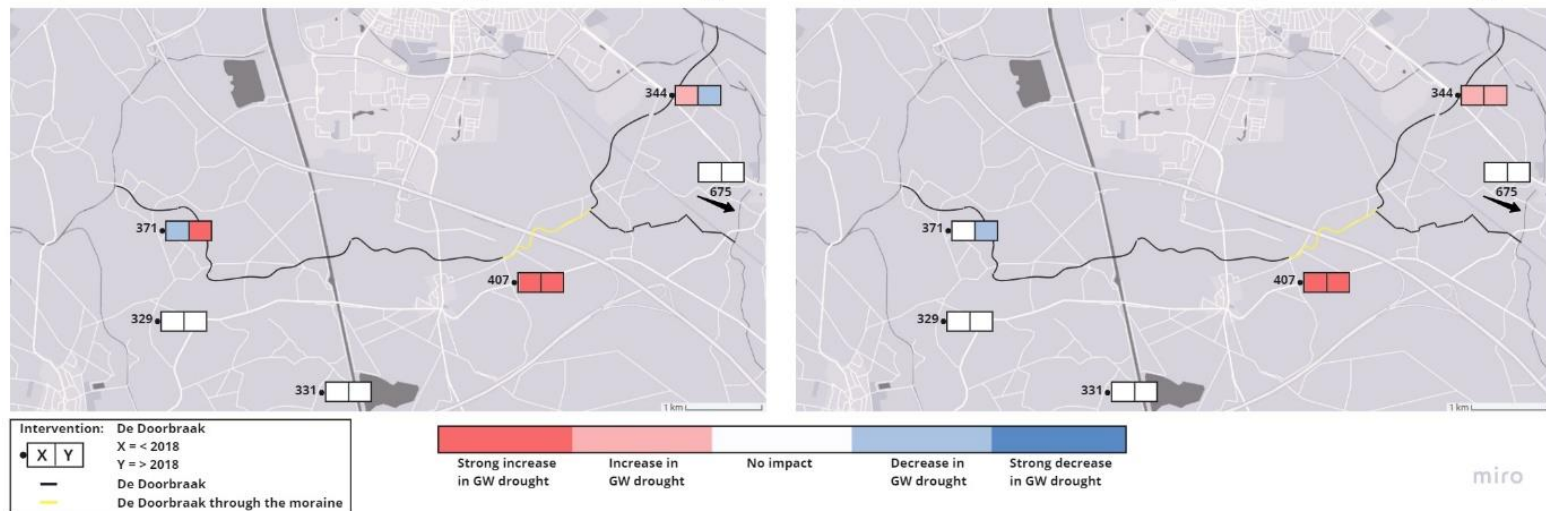 344
675
371
407
329
331
1 km
344
675
371
407
329
331
1 km
Intervention: De Doorbraak
X Y
X = < 2018
Y = > 2018
De Doorbraak
De Doorbraak through the moraine
Strong increase
in GW drought
Increase in
GW drought
No impact
Decrease in
GW drought
Strong decrease
in GW drought
miro